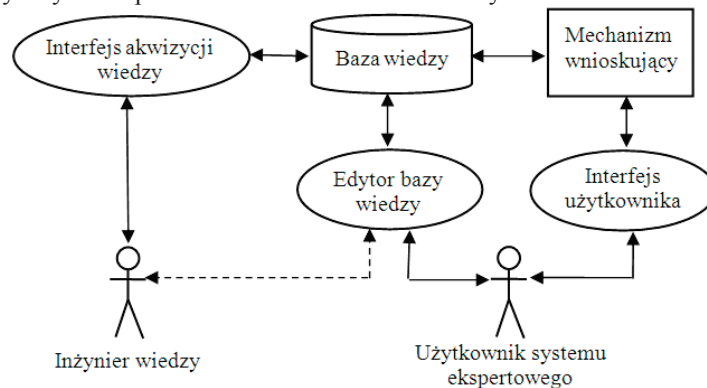 Interfejs akwizycji
wiedzy
Baza wiedzy
Mechanizm
wnioskujący
Edytor bazy
wiedzy
Interfejs
użytkownika
Inżynier wiedzy
Użytkownik systemu
ekspertowego